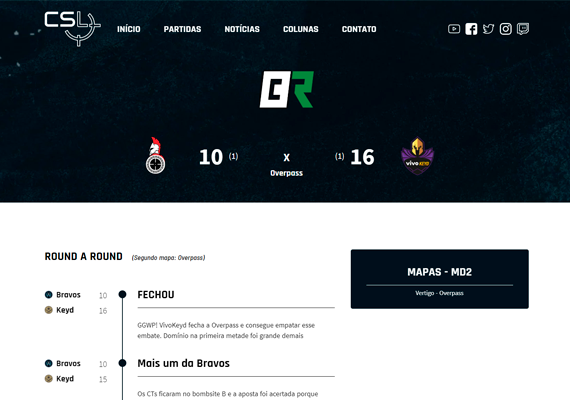 CSL
INÍCIO PARTIDAS NOTÍCIAS COLUNAS CONTATO
BR
10 (1) X (1) 16
vivo keyd
Overpass
ROUND A ROUND (Segundo mapa: Overpass)
MAPAS - MD2
Vertigo - Overpass
Bravos 10
Keyd 16
FECHOU
GGWP! VivoKeyd fecha a Overpass e consegue empatar esse
embate. Domínio na primeira metade foi grande demais
Bravos 10
Keyd 15
Mais um da Bravos
Os CTs ficaram no bombsite B e a aposta foi acertada porque